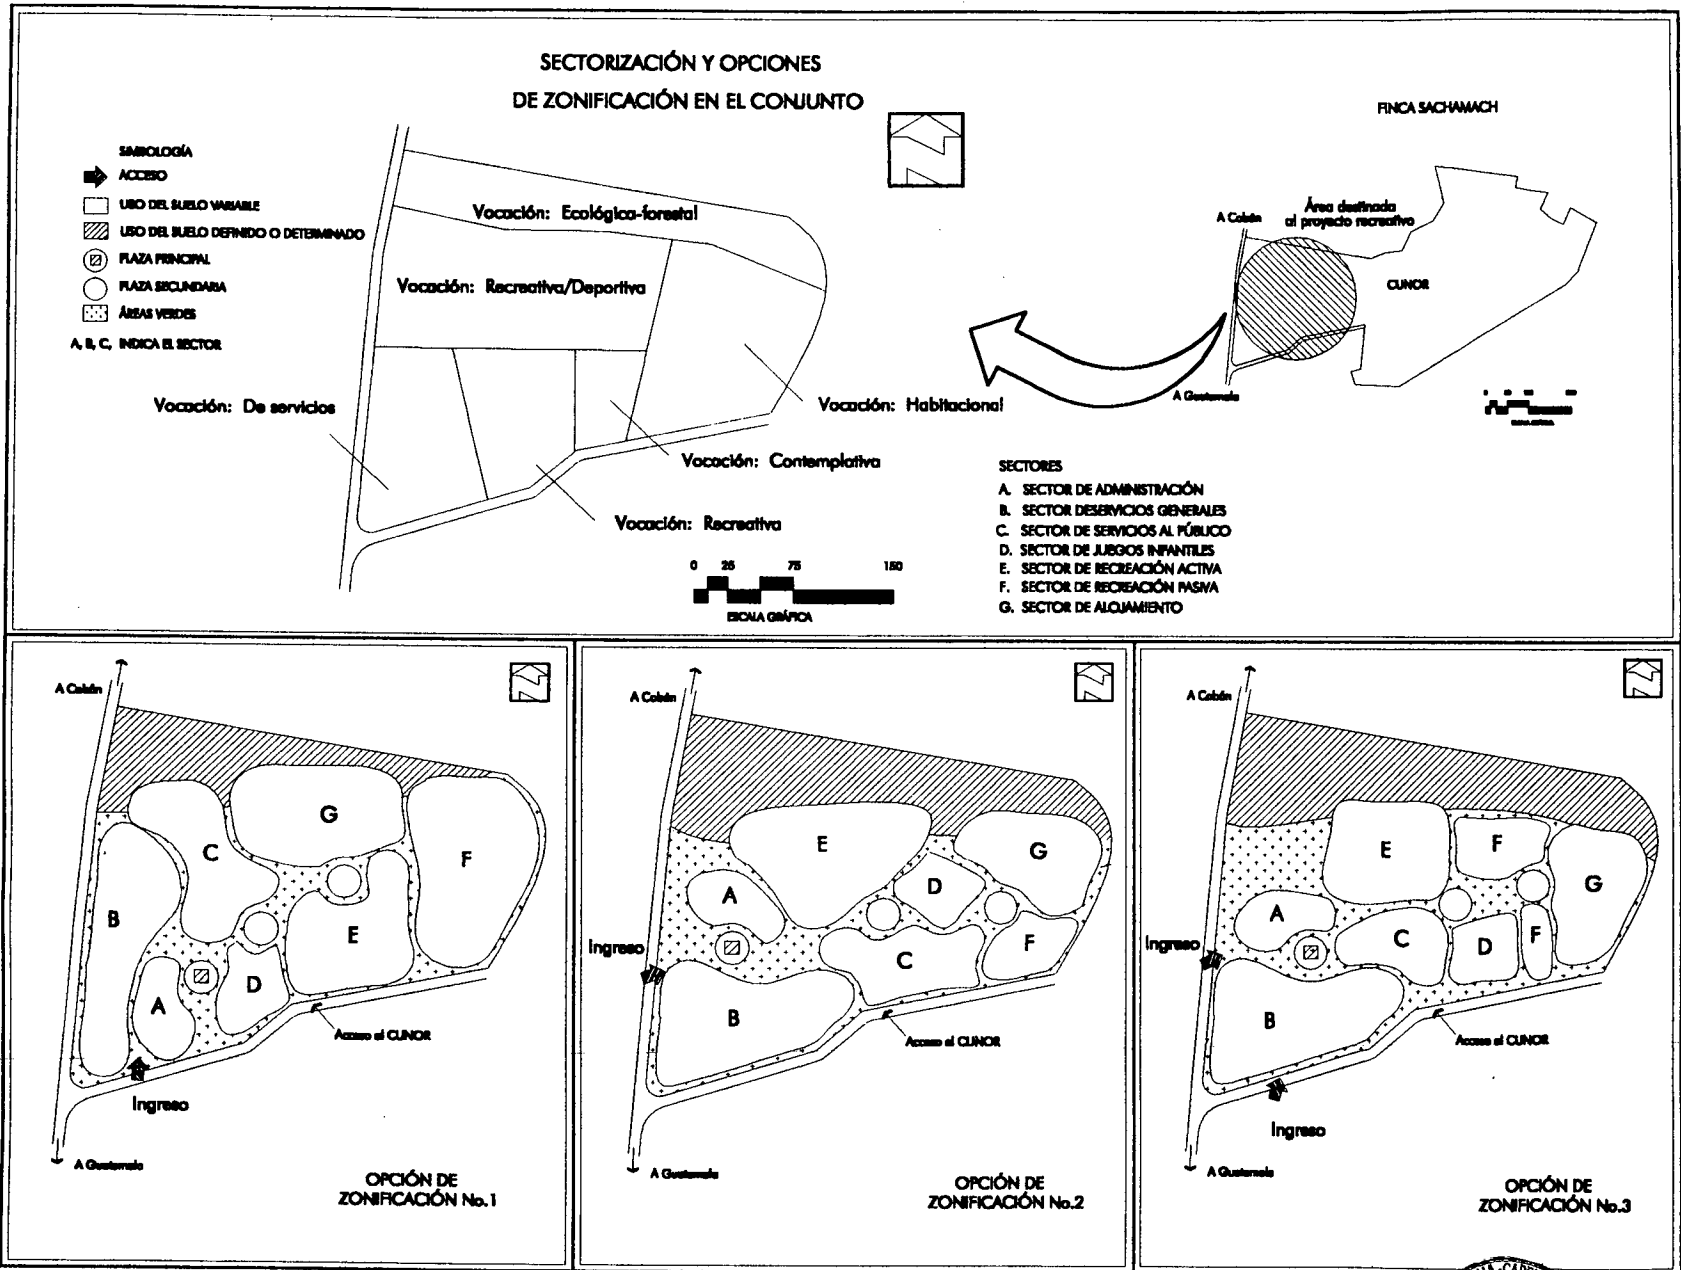 SECTORIZACIÓN Y OPCIONES
DE ZONIFICACIÓN EN EL CONJUNTO
FINCA SACHAMACH
SIMBOLOGÍA
ACCESO
USO DEL SUELO VARIABLE
USO DEL SUELO DEFINIDO O DETERMINADO
PLAZA PRINCIPAL
PLAZA SECUNDARIA
ÁREAS VERDES
A, B, C, INDICA EL SECTOR
Vocación: Ecológica-forestal
Vocación: Recreativa/Deportiva
Vocación: De servicios
Vocación: Habitacional
Vocación: Contemplativa
Vocación: Recreativa
0 25 75 150
ESCALA GRÁFICA
A Cobán
Área destinada
al proyecto recreativo
CUNOR
A Guatemala
SECTORES
A. SECTOR DE ADMINISTRACIÓN
B. SECTOR DESERVICIOS GENERALES
C. SECTOR DE SERVICIOS AL PÚBLICO
D. SECTOR DE JUEGOS INFANTILES
E. SECTOR DE RECREACIÓN ACTIVA
F. SECTOR DE RECREACIÓN PASIVA
G. SECTOR DE ALOJAMIENTO
A Cobán
G
C
F
B
E
D
A
Acceso al CUNOR
Ingreso
A Guatemala
OPCIÓN DE
ZONIFICACIÓN No.1
A Cobán
E
G
D
A
Ingreso
F
C
B
Acceso al CUNOR
A Guatemala
OPCIÓN DE
ZONIFICACIÓN No.2
A Cobán
E
F
G
A
Ingreso
C
D
F
B
Acceso al CUNOR
Ingreso
A Guatemala
OPCIÓN DE
ZONIFICACIÓN No.3